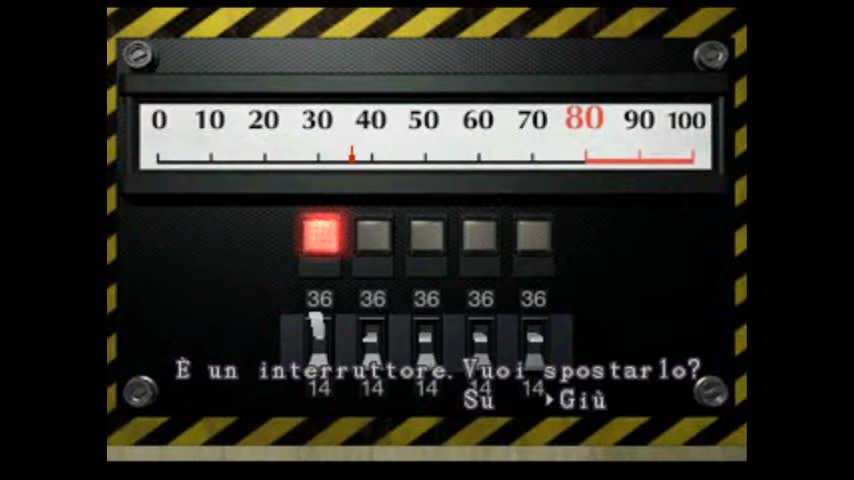 0 10 20 30 40 50 60 70 80 90 100
36 36 36 36 36
È un interruttore. Vuoi spostarlo?
14 14 14 14 14
Su Giù